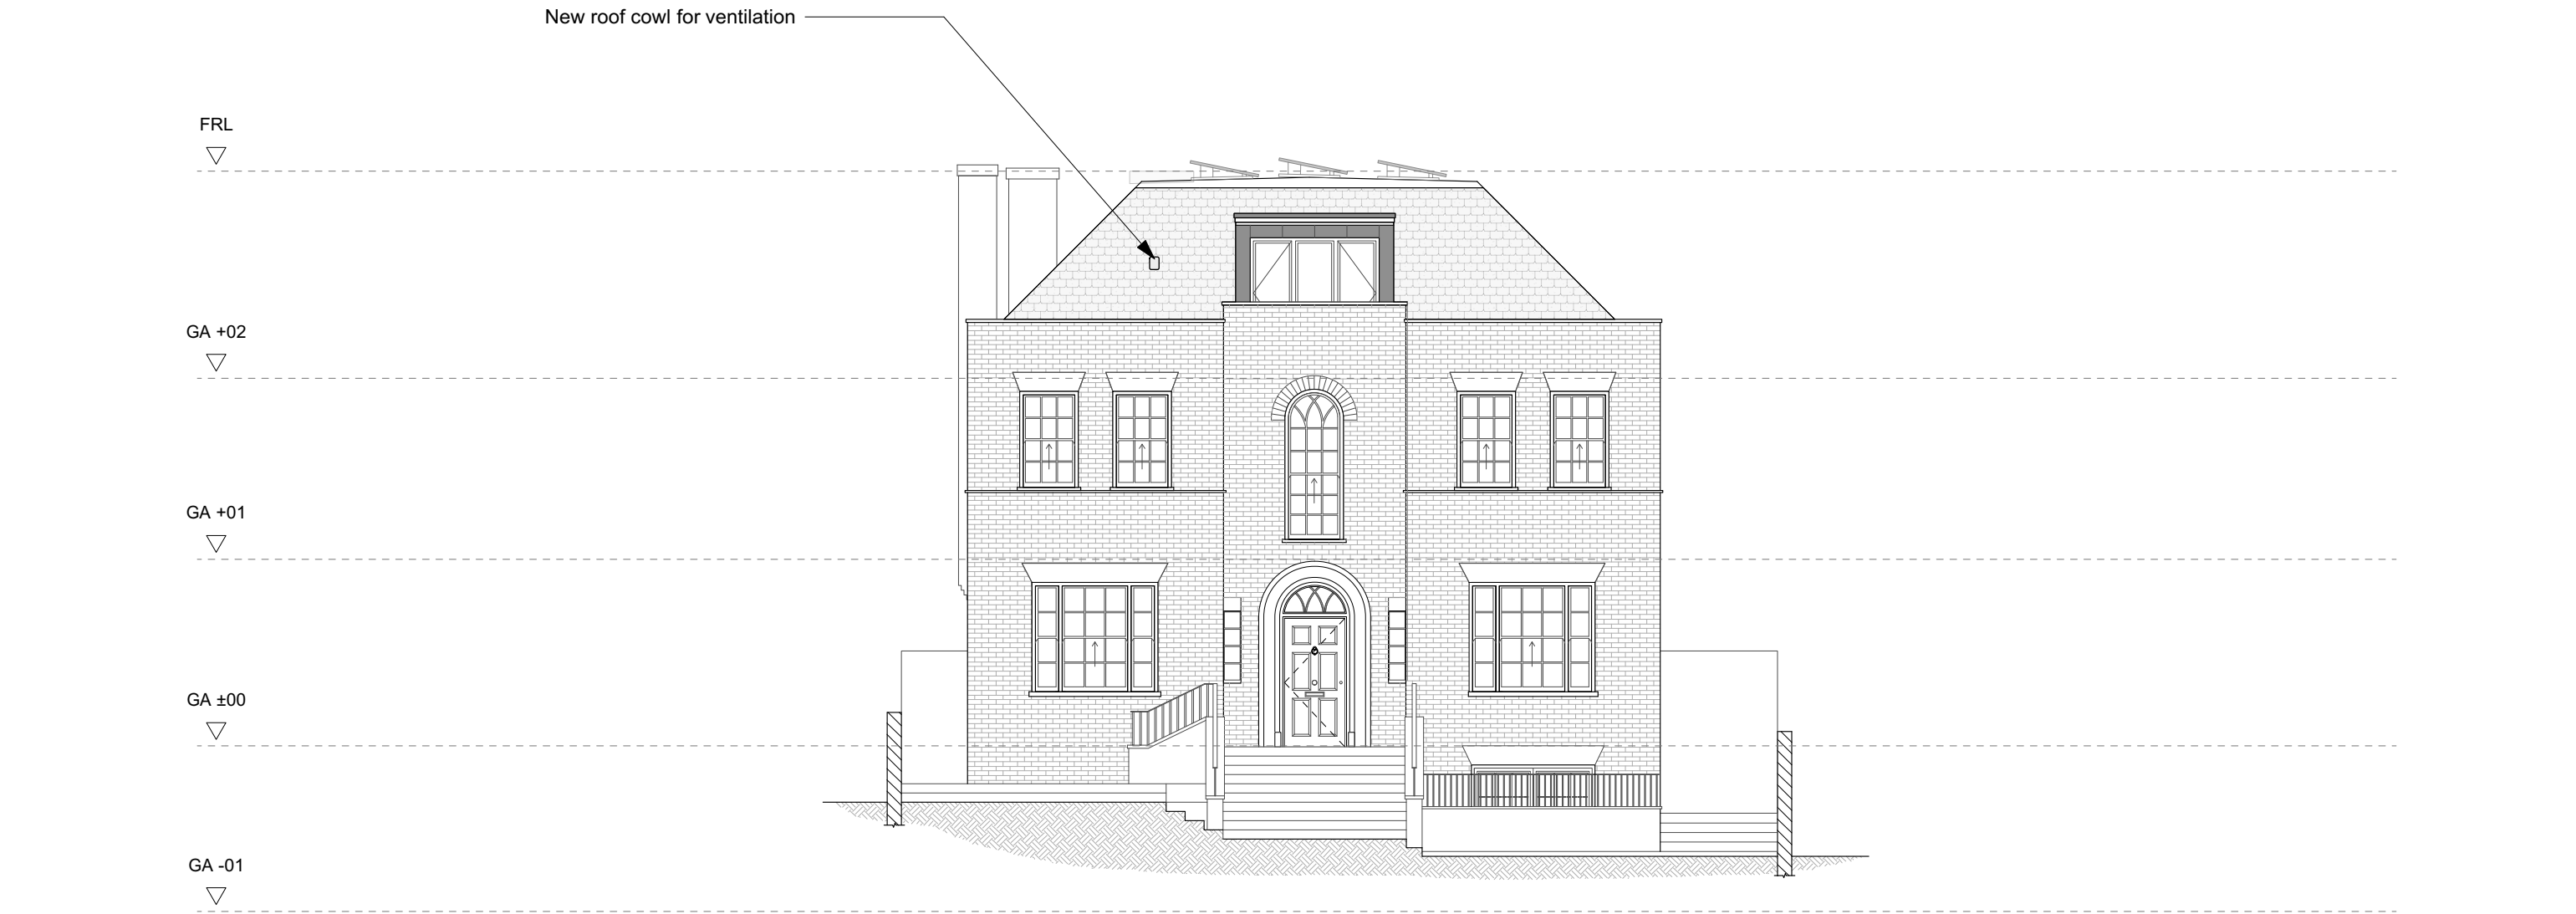 New roof cowl for ventilation
FRL
GA +02
GA +01
GA ±00
GA -01